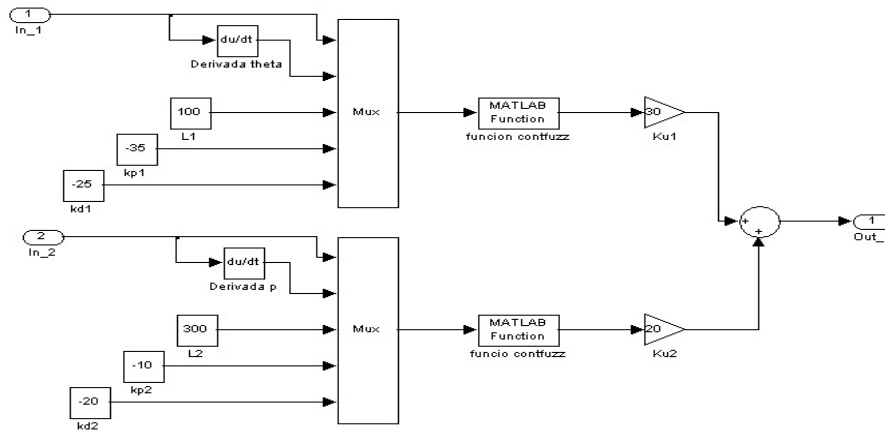 1
In_1
du/dt
Derivada theta
100
L1
-35
kp1
-25
kd1
Mux
MATLAB
Function
funcion contfuzz
30
Ku1
2
In_2
du/dt
Derivada p
300
L2
-10
kp2
-20
kd2
Mux
MATLAB
Function
funcio contfuzz
20
Ku2
+
+
1
Out_